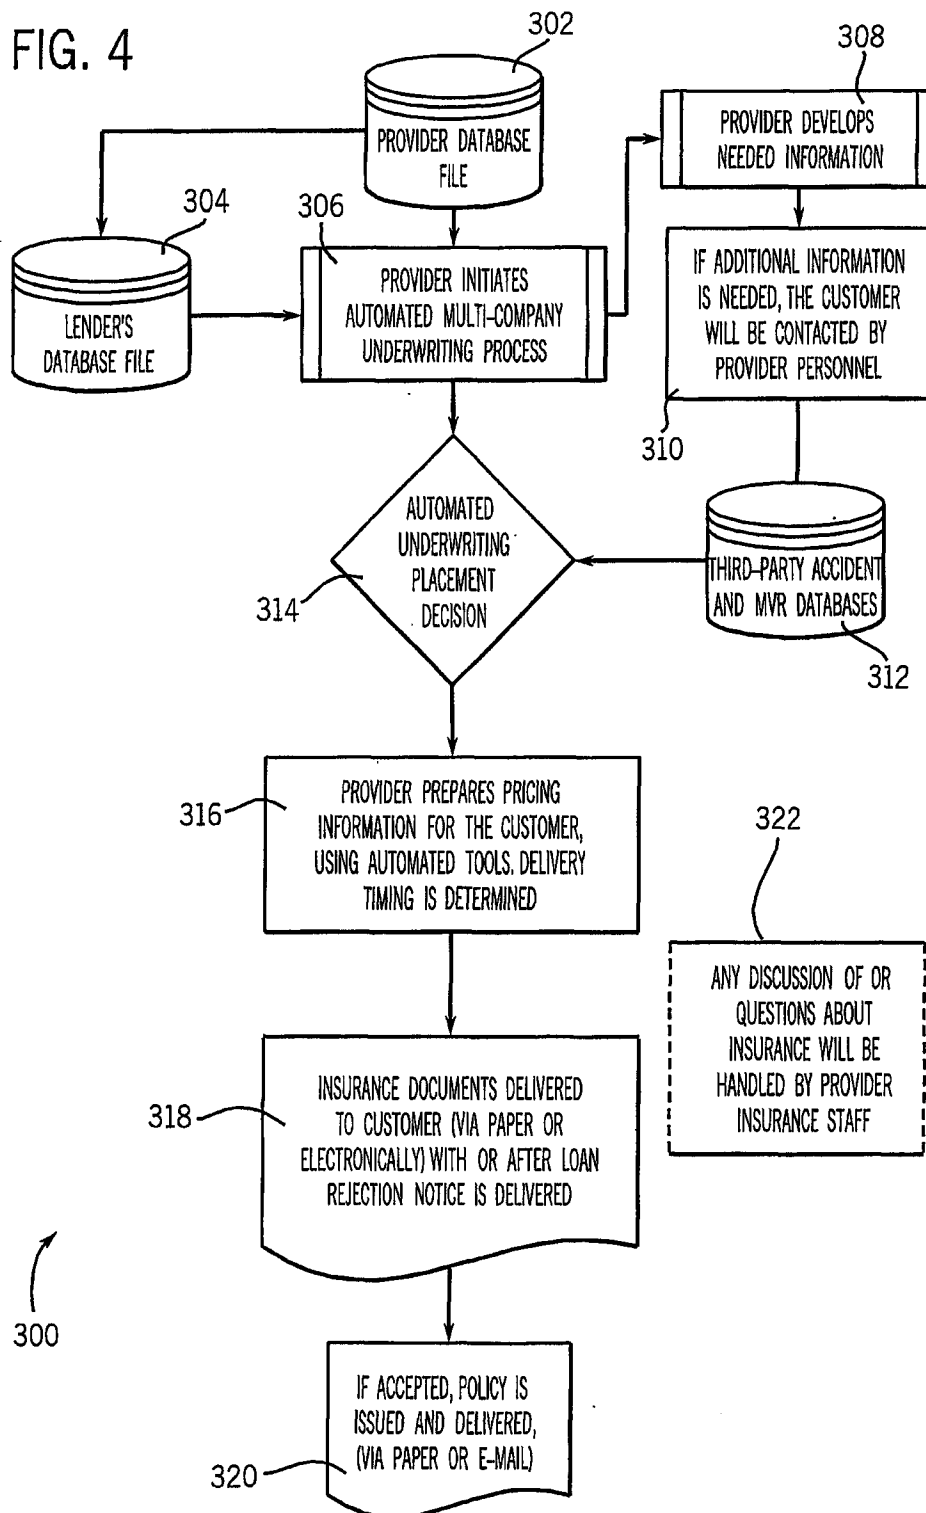 FIG. 4
302
PROVIDER DATABASE
FILE
308
PROVIDER DEVELOPS
NEEDED INFORMATION
304
LENDER'S
DATABASE FILE
306
PROVIDER INITIATES
AUTOMATED MULTI-COMPANY
UNDERWRITING PROCESS
IF ADDITIONAL INFORMATION
IS NEEDED, THE CUSTOMER
WILL BE CONTACTED BY
PROVIDER PERSONNEL
310
AUTOMATED
UNDERWRITING
PLACEMENT
DECISION
314
THIRD-PARTY ACCIDENT
AND MVR DATABASES
312
316
PROVIDER PREPARES PRICING
INFORMATION FOR THE CUSTOMER,
USING AUTOMATED TOOLS. DELIVERY
TIMING IS DETERMINED
322
ANY DISCUSSION OF OR
QUESTIONS ABOUT
INSURANCE WILL BE
HANDLED BY PROVIDER
INSURANCE STAFF
318
INSURANCE DOCUMENTS DELIVERED
TO CUSTOMER (VIA PAPER OR
ELECTRONICALLY) WITH OR AFTER LOAN
REJECTION NOTICE IS DELIVERED
300
IF ACCEPTED, POLICY IS
ISSUED AND DELIVERED,
(VIA PAPER OR E-MAIL)
320